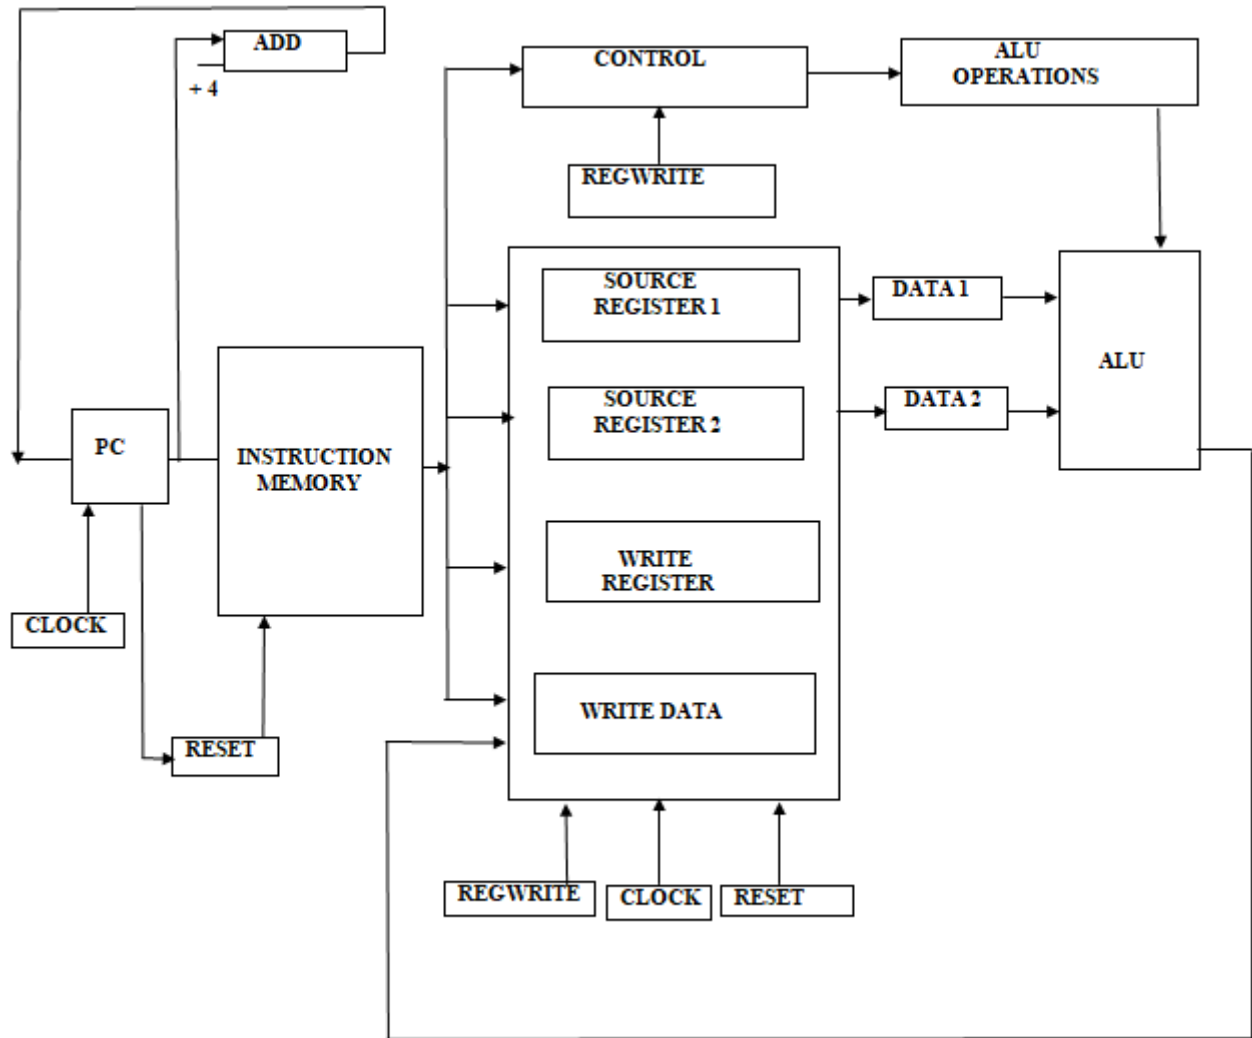 ADD
+ 4
CONTROL
ALU
OPERATIONS
REGWRITE
SOURCE
REGISTER 1
DATA 1
SOURCE
REGISTER 2
DATA 2
ALU
PC
INSTRUCTION
MEMORY
WRITE
REGISTER
CLOCK
WRITE DATA
RESET
REGWRITE
CLOCK
RESET